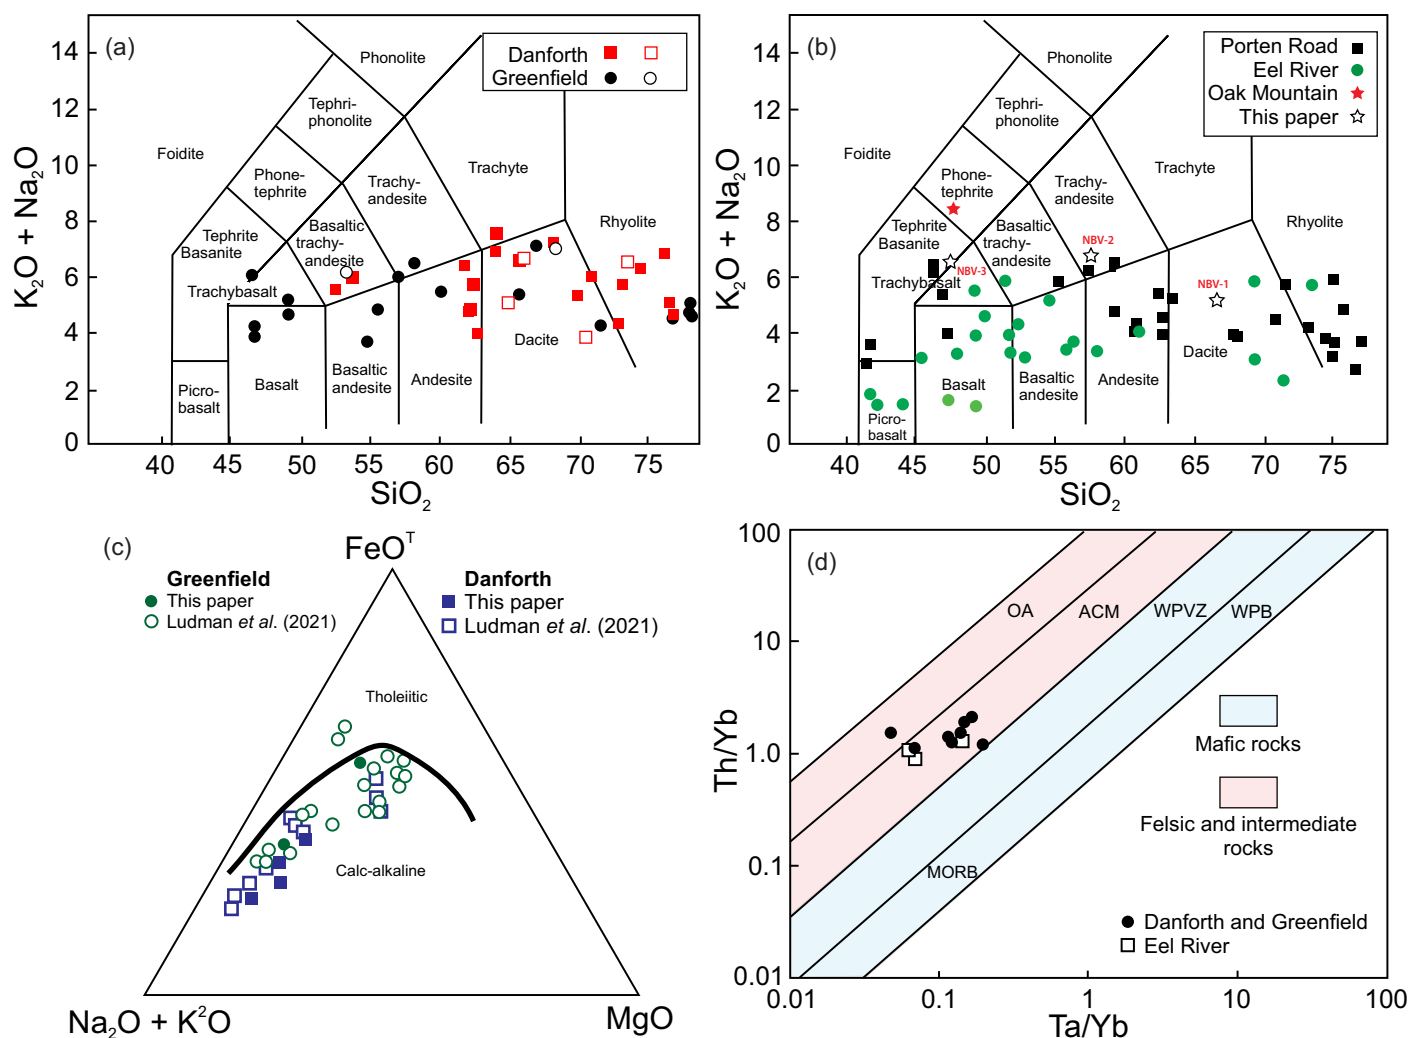 (a)
Danforth
Greenfield
K2O + Na2O
14
12
10
8
6
4
2
0
Phonolite
Tephri-
phonolite
Foidite
Phone-
tephrite
Trachy-
andesite
Trachyte
Tephrite
Basanite
Basaltic
trachy-
andesite
Rhyolite
Trachybasalt
Dacite
Picro-
basalt
Basalt
Basaltic
andesite
Andesite
40 45 50 55 60 65 70 75
SiO2
(b)
Porten Road
Eel River
Oak Mountain
This paper
K2O + Na2O
14
12
10
8
6
4
2
0
Phonolite
Tephri-
phonolite
Foidite
Phone-
tephrite
Trachy-
andesite
Trachyte
Tephrite
Basanite
Basaltic
trachy-
andesite
Rhyolite
NBV-2
NBV-3
Trachybasalt
NBV-1
Dacite
Basalt
Basaltic
andesite
Andesite
Picro-
basalt
40 45 50 55 60 65 70 75
SiO2
(c)
FeOT
Greenfield
This paper
Ludman et al. (2021)
Danforth
This paper
Ludman et al. (2021)
Tholeiitic
Calc-alkaline
Na2O + K2O
MgO
(d)
100
10
1.0
0.1
0.01
Th/Yb
OA
ACM
WPVZ
WPB
MORB
Mafic rocks
Felsic and intermediate
rocks
Danforth and Greenfield
Eel River
0.01 0.1 1 10 100
Ta/Yb